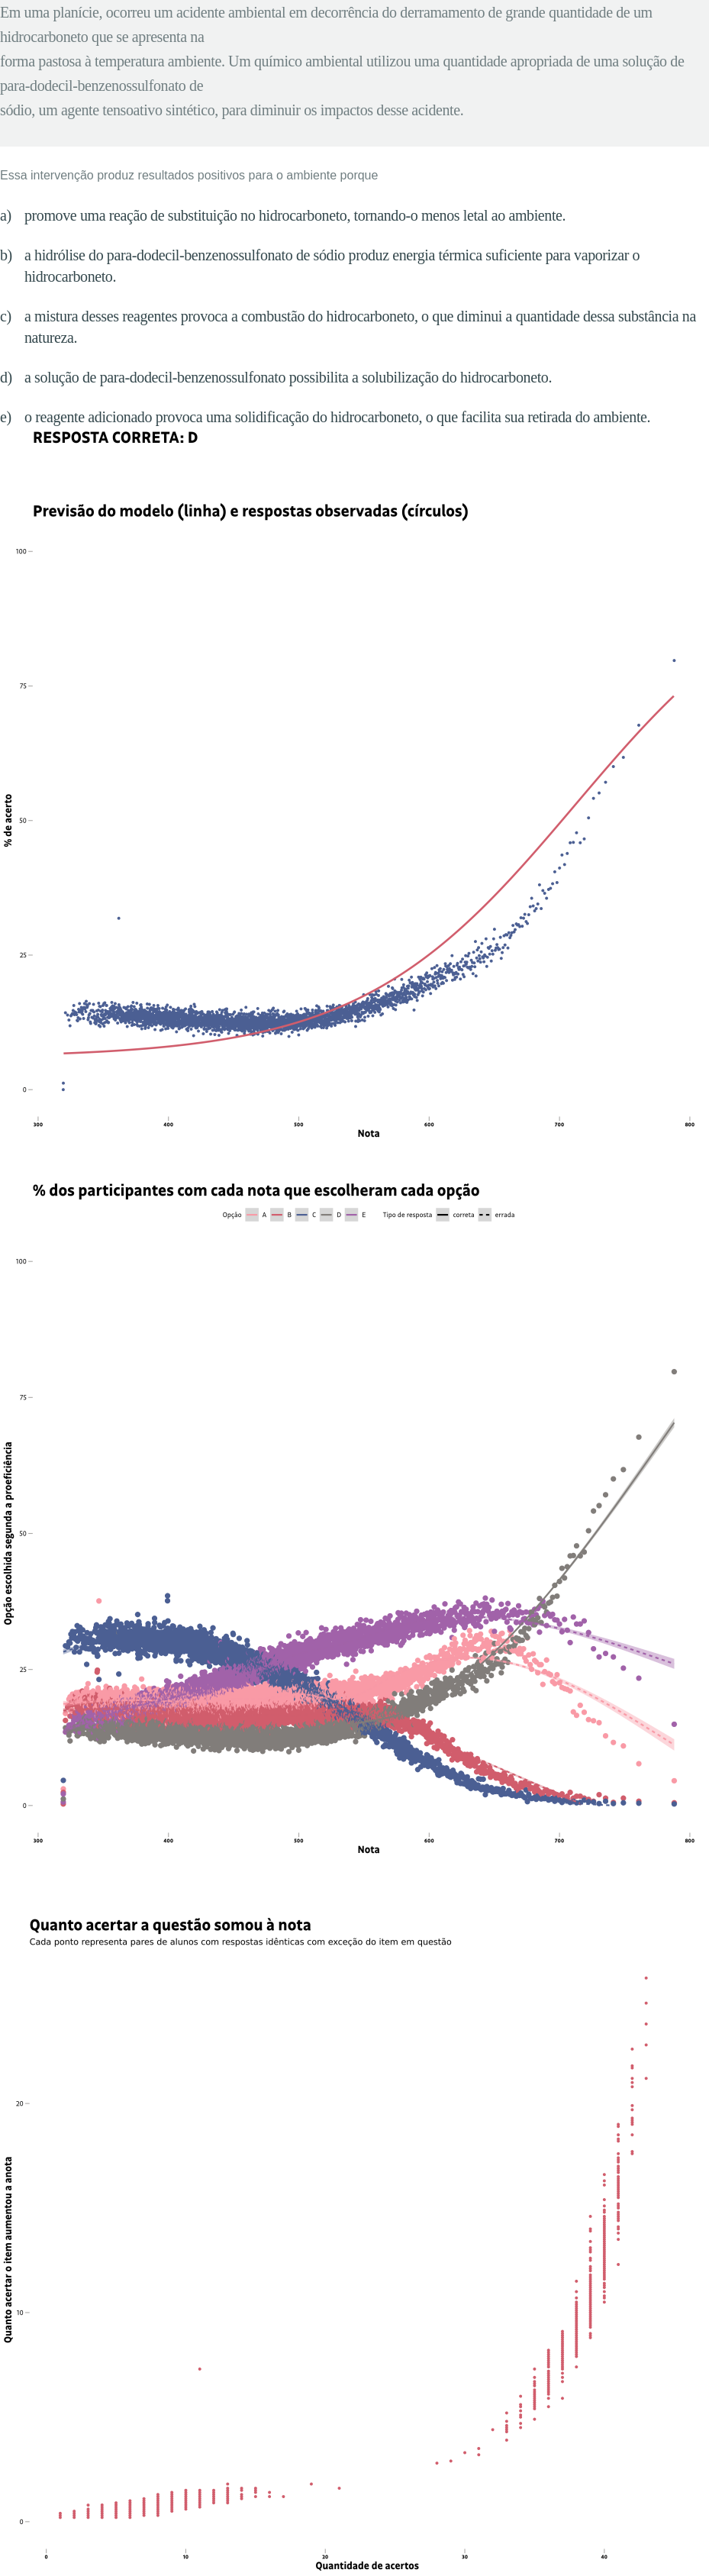 Em uma planície, ocorreu um acidente ambiental em decorrência do derramamento de grande quantidade de um
hidrocarboneto que se apresenta na
forma pastosa à temperatura ambiente. Um químico ambiental utilizou uma quantidade apropriada de uma solução de
para-dodecil-benzenossulfonato de
sódio, um agente tensoativo sintético, para diminuir os impactos desse acidente.
Essa intervenção produz resultados positivos para o ambiente porque
a) promove uma reação de substituição no hidrocarboneto, tornando-o menos letal ao ambiente.
b) a hidrólise do para-dodecil-benzenossulfonato de sódio produz energia térmica suficiente para vaporizar o
hidrocarboneto.
c) a mistura desses reagentes provoca a combustão do hidrocarboneto, o que diminui a quantidade dessa substância na
natureza.
d) a solução de para-dodecil-benzenossulfonato possibilita a solubilização do hidrocarboneto.
e) o reagente adicionado provoca uma solidificação do hidrocarboneto, o que facilita sua retirada do ambiente.
RESPOSTA CORRETA: D
Previsão do modelo (linha) e respostas observadas (círculos)
100
75
50
25
0
% de acerto
300 400 500 600 700 800
Nota
% dos participantes com cada nota que escolheram cada opção
Opção A B C D E Tipo de resposta correta errada
100
75
50
25
0
Opção escolhida segunda a proeficiência
300 400 500 600 700 800
Nota
Quanto acertar a questão somou à nota
Cada ponto representa pares de alunos com respostas idênticas com exceção do item em questão
20
10
0
Quanto acertar o item aumentou a anota
0 10 20 30 40
Quantidade de acertos